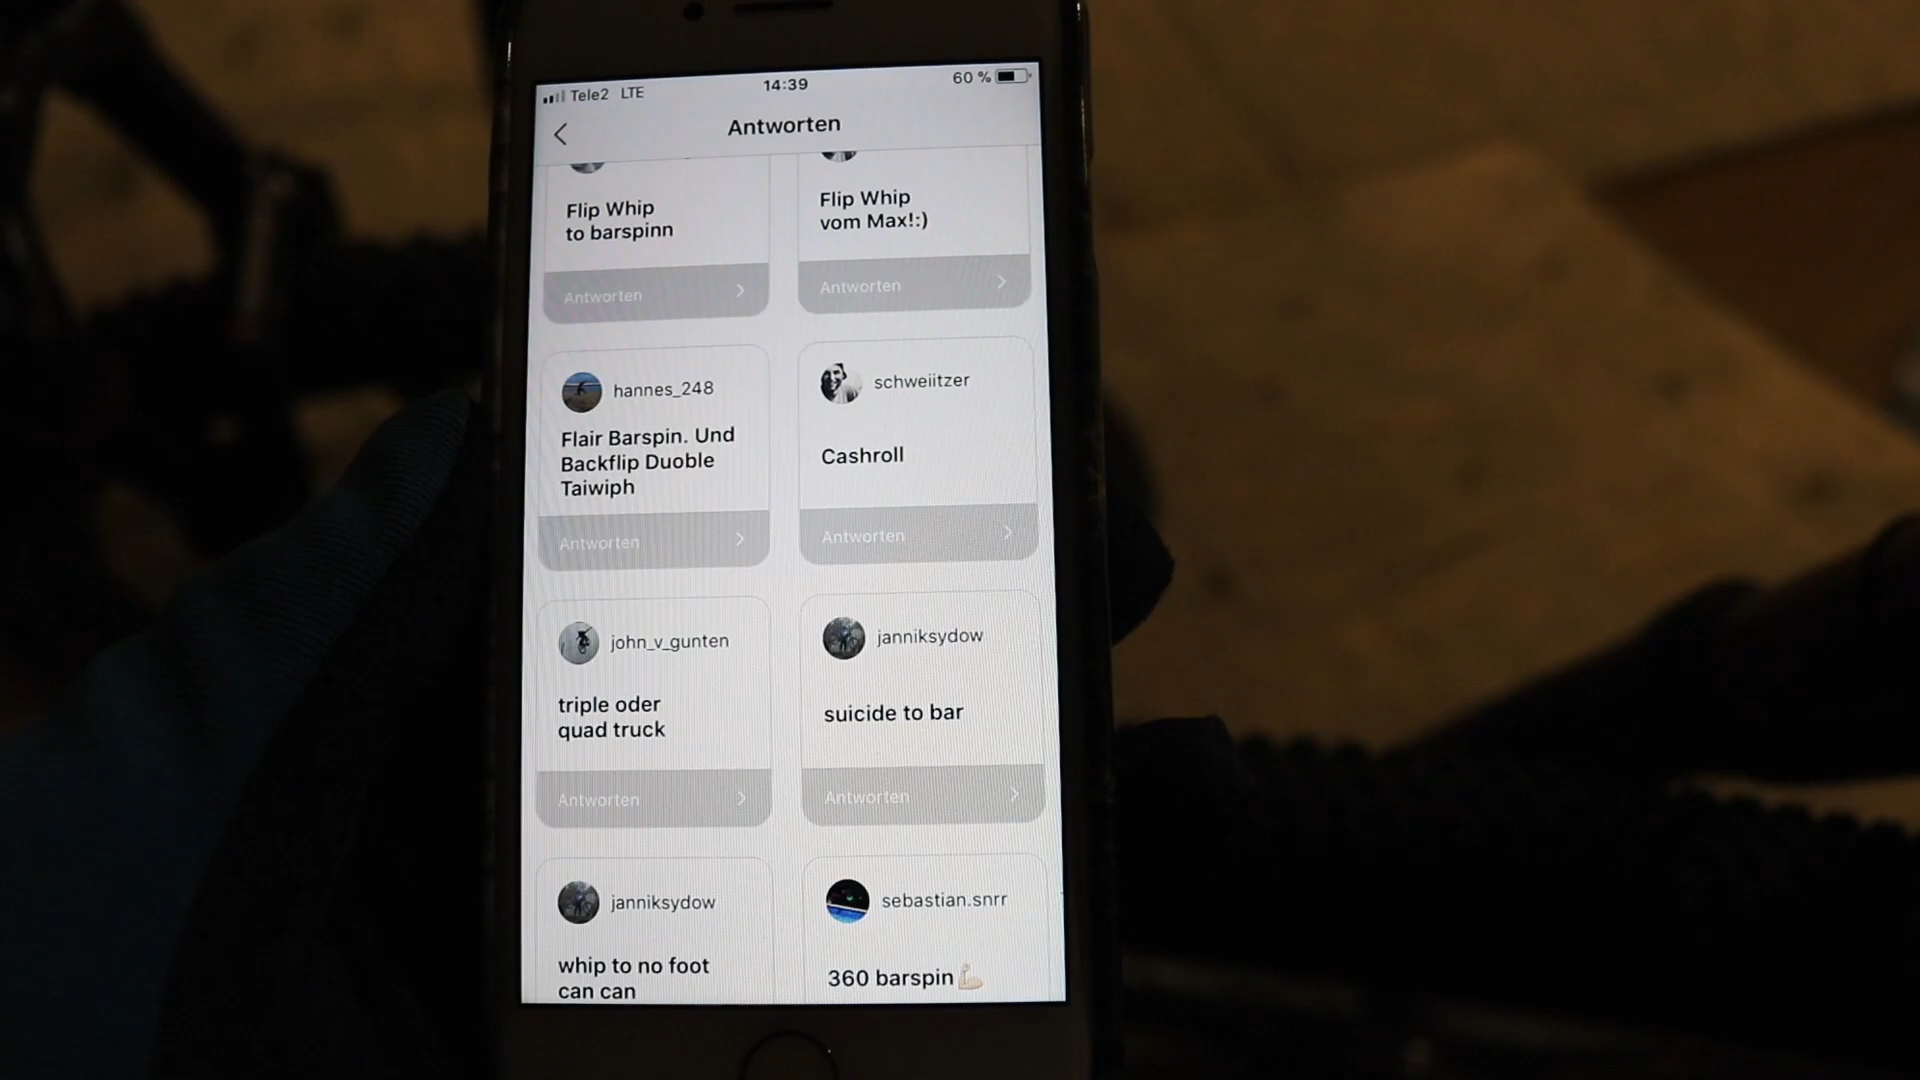 Tele2 LTE
14:39
60 %
Antworten
Flip Whip
to barspinn
Antworten
Flip Whip
vom Max!:)
Antworten
hannes_248
Flair Barspin. Und
Backflip Duoble
Taiwiph
Antworten
schweiitzer
Cashroll
Antworten
john_v_gunten
triple oder
quad truck
Antworten
janniksydow
suicide to bar
Antworten
janniksydow
whip to no foot
can can
sebastian.snrr
360 barspin💪🏻